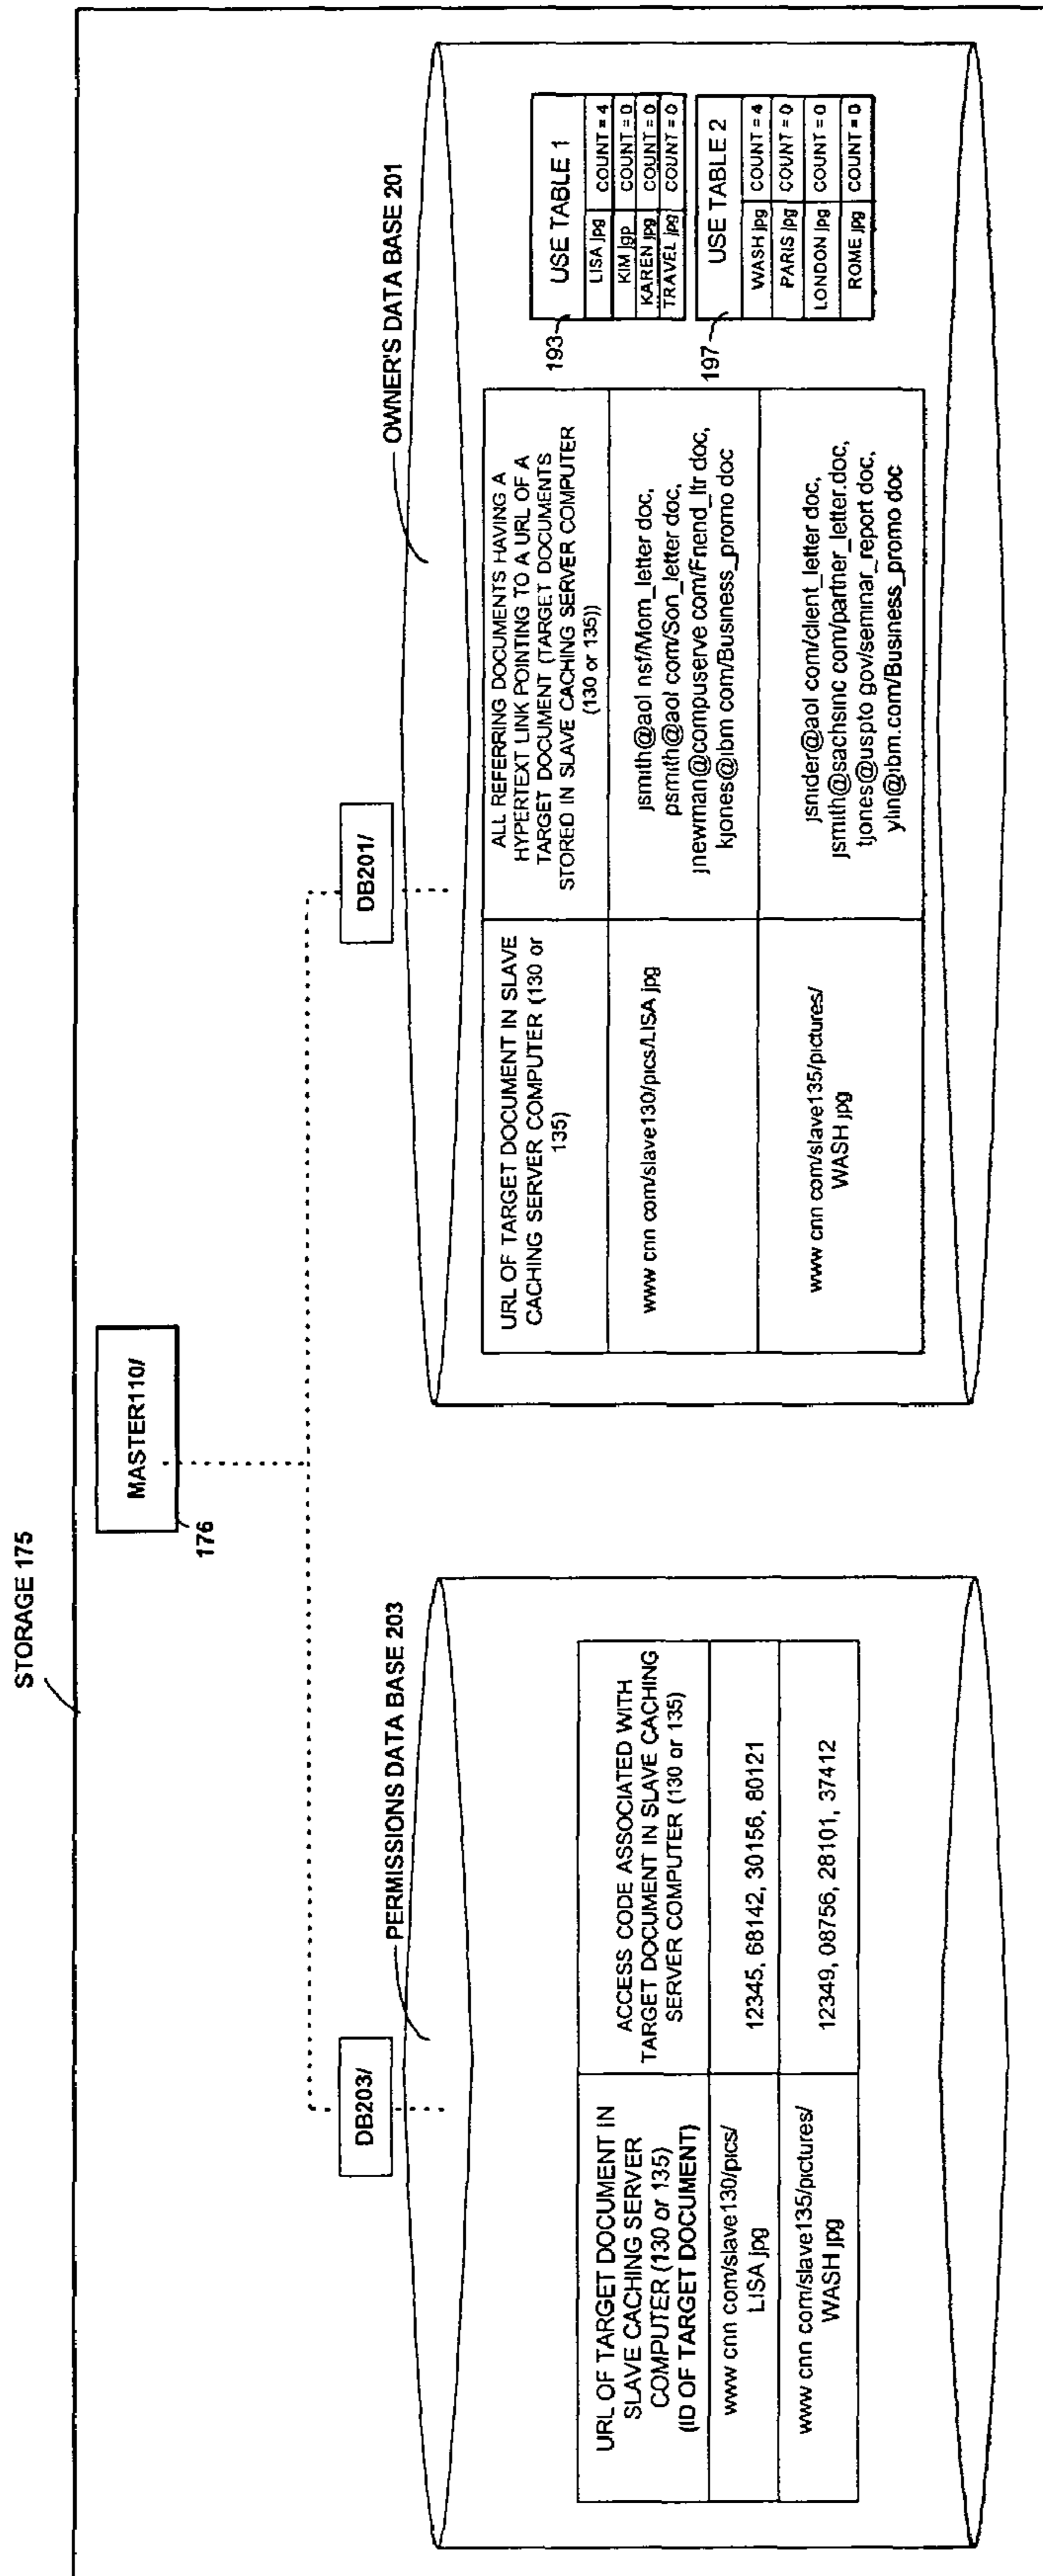 STORAGE 175
MASTER110/
176
DB203/
PERMISSIONS DATA BASE 203
URL OF TARGET DOCUMENT IN
SLAVE CACHING SERVER
COMPUTER (130 or 135)
(ID OF TARGET DOCUMENT)
ACCESS CODE ASSOCIATED WITH
TARGET DOCUMENT IN SLAVE CACHING
SERVER COMPUTER (130 or 135)
www cnn com/slave130/pics/
LISA jpg
12345, 68142, 30156, 80121
www cnn com/slave135/pictures/
WASH jpg
12349, 08756, 28101, 37412
DB201/
OWNER'S DATA BASE 201
URL OF TARGET DOCUMENT IN SLAVE
CACHING SERVER COMPUTER (130 or
135)
ALL REFERRING DOCUMENTS HAVING A
HYPERTEXT LINK POINTING TO A URL OF A
TARGET DOCUMENT (TARGET DOCUMENTS
STORED IN SLAVE CACHING SERVER COMPUTER
(130 or 135))
www cnn com/slave130/pics/LISA jpg
jsmith@aol nsf/Mom_letter doc,
psmith@aol com/Son_letter doc,
jnewman@compuserve com/Friend_ltr doc,
kjones@ibm com/Business_promo doc
www cnn com/slave135/pictures/
WASH jpg
jsnider@aol com/client_letter doc,
jsmith@sachsinc com/partner_letter.doc,
tjones@uspto gov/seminar_report doc,
ylin@ibm.com/Business_promo doc
193
USE TABLE 1
LISA jpg COUNT = 4
KIM jgp COUNT = 0
KAREN jpg COUNT = 0
TRAVEL jpg COUNT = 0
197
USE TABLE 2
WASH jpg COUNT = 4
PARIS jpg COUNT = 0
LONDON jpg COUNT = 0
ROME jpg COUNT = 0